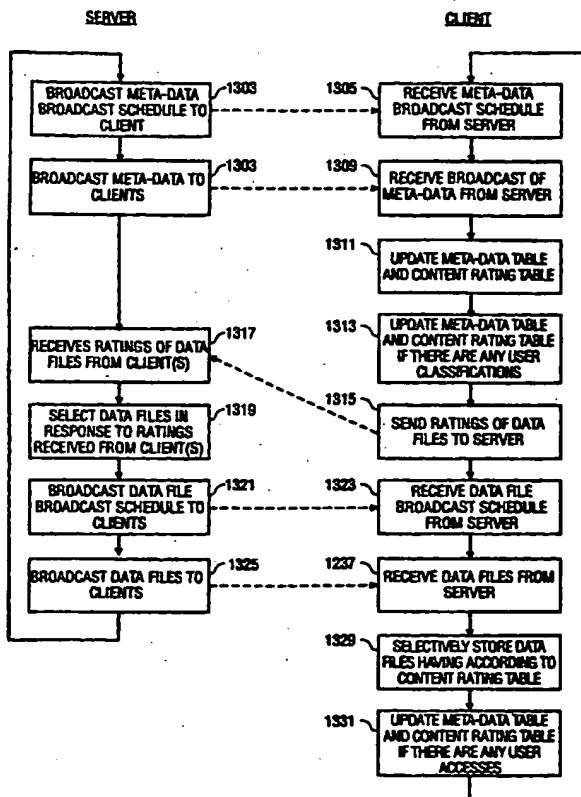 SERVER
CLIENT
BROADCAST META-DATA
BROADCAST SCHEDULE TO
CLIENT
1303
1305
RECEIVE META-DATA
BROADCAST SCHEDULE
FROM SERVER
BROADCAST META-DATA TO
CLIENTS
1303
1309
RECEIVE BROADCAST OF
META-DATA FROM SERVER
1311
UPDATE META-DATA TABLE
AND CONTENT RATING TABLE
1313
UPDATE META-DATA TABLE
AND CONTENT RATING TABLE
IF THERE ARE ANY USER
CLASSIFICATIONS
1317
RECEIVES RATINGS OF DATA
FILES FROM CLIENT(S)
1315
SEND RATINGS OF DATA
FILES TO SERVER
1319
SELECT DATA FILES IN
RESPONSE TO RATINGS
RECEIVED FROM CLIENT(S)
1321
BROADCAST DATA FILE
BROADCAST SCHEDULE TO
CLIENTS
1323
RECEIVE DATA FILE
BROADCAST SCHEDULE
FROM SERVER
1325
BROADCAST DATA FILES TO
CLIENTS
1237
RECEIVE DATA FILES FROM
SERVER
1329
SELECTIVELY STORE DATA
FILES HAVING ACCORDING TO
CONTENT RATING TABLE
1331
UPDATE META-DATA TABLE
AND CONTENT RATING TABLE
IF THERE ARE ANY USER
ACCESSES